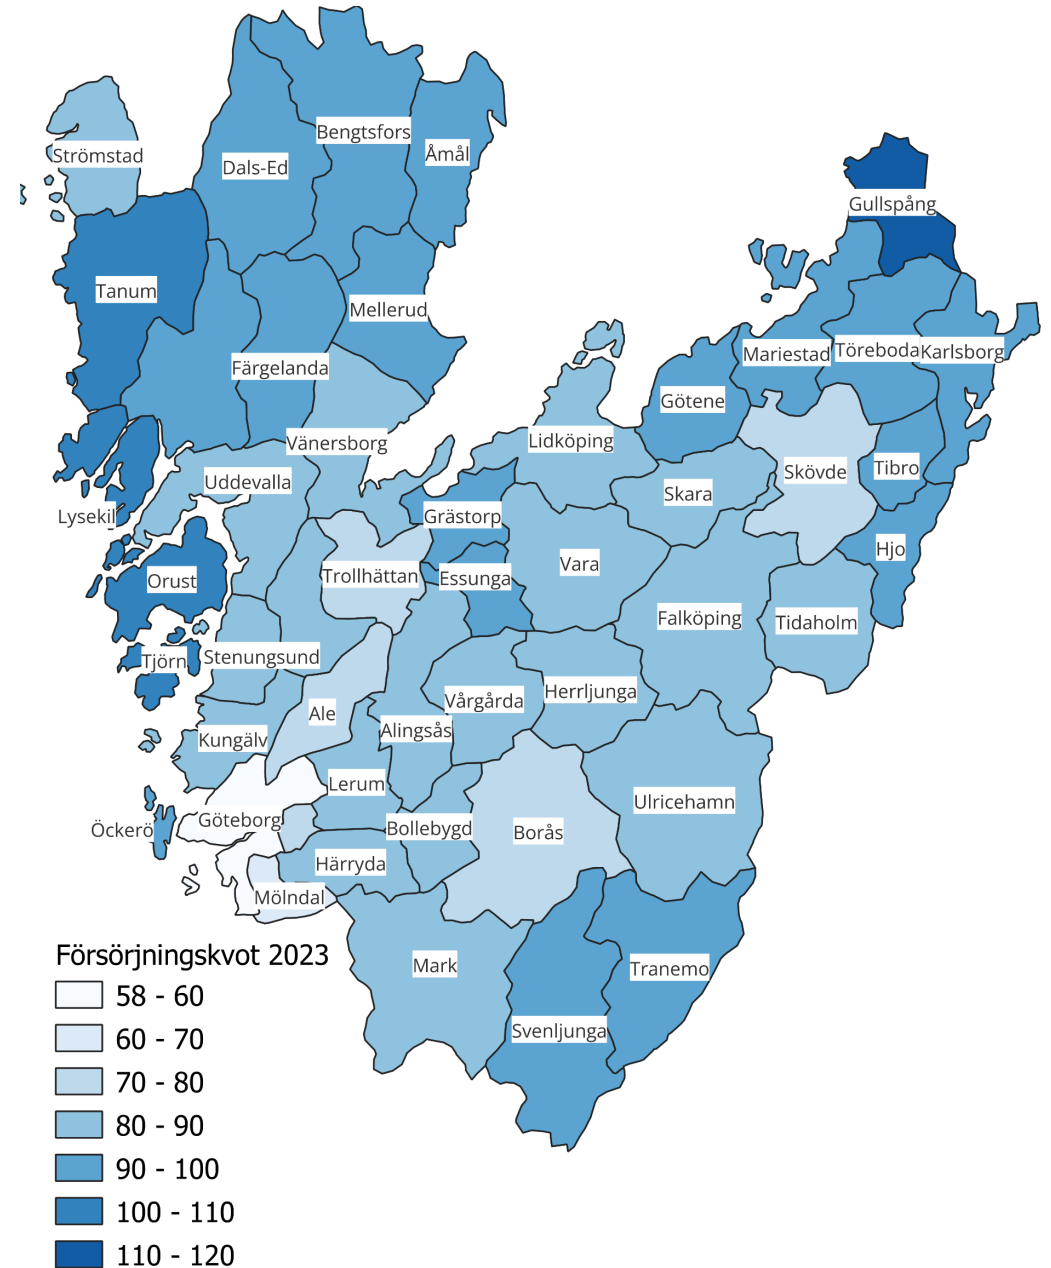 Bengtsfors
Åmål
Strömstad
Dals-Ed
Gullspång
Tanum
Mellerud
Mariestad
Töreboda
Karlsborg
Färgelanda
Götene
Vänersborg
Lidköping
Uddevalla
Skövde
Tibro
Skara
Lysekil
Grästorp
Hjo
Vara
Orust
Trollhättan
Essunga
Falköping
Tidaholm
Tjörn
Stenungsund
Herrljunga
Vårgårda
Ale
Alingsås
Kungälv
Lerum
Ulricehamn
Göteborg
Öckerö
Bollebygd
Borås
Härryda
Mölndal
Mark
Tranemo
Svenljunga
Försörjningskvot 2023
58 - 60
60 - 70
70 - 80
80 - 90
90 - 100
100 - 110
110 - 120